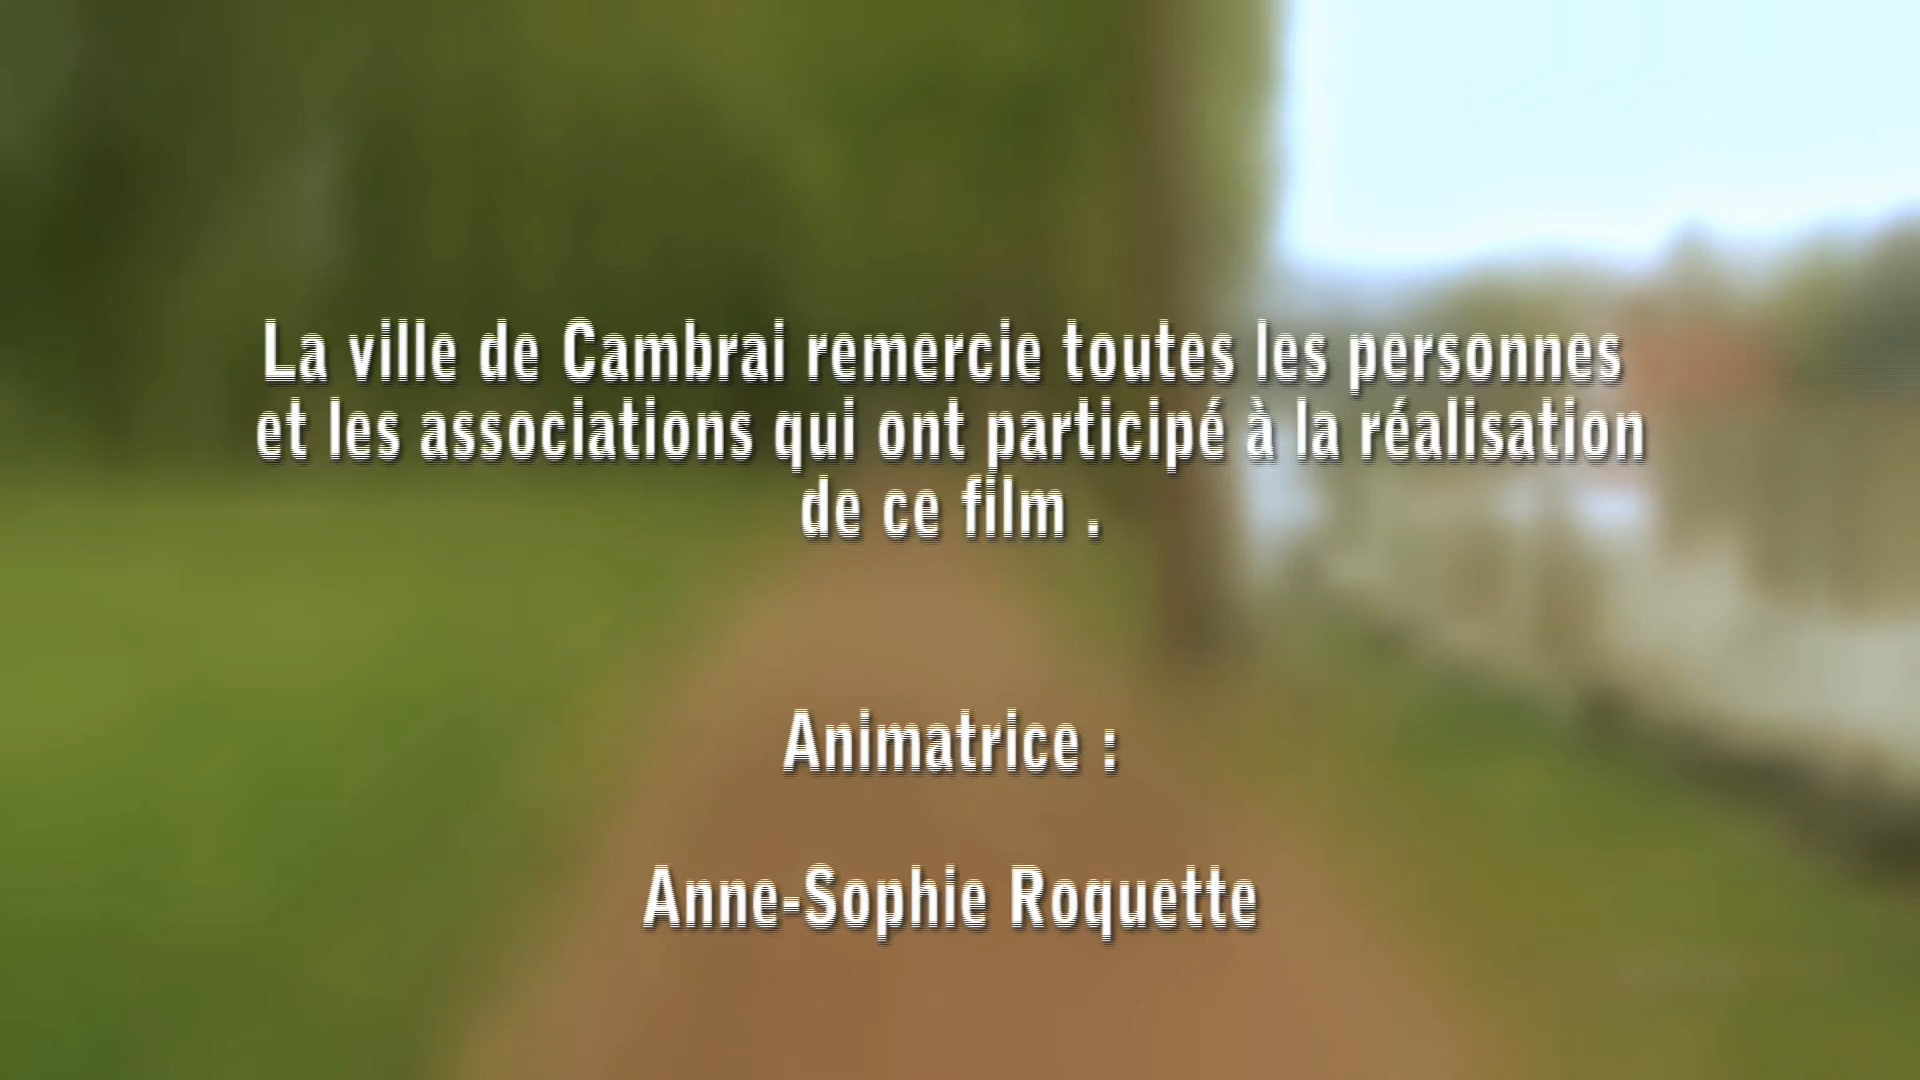 La ville de Cambrai remercie toutes les personnes
et les associations qui ont participé à la réalisation
de ce film .
Animatrice :
Anne-Sophie Roquette